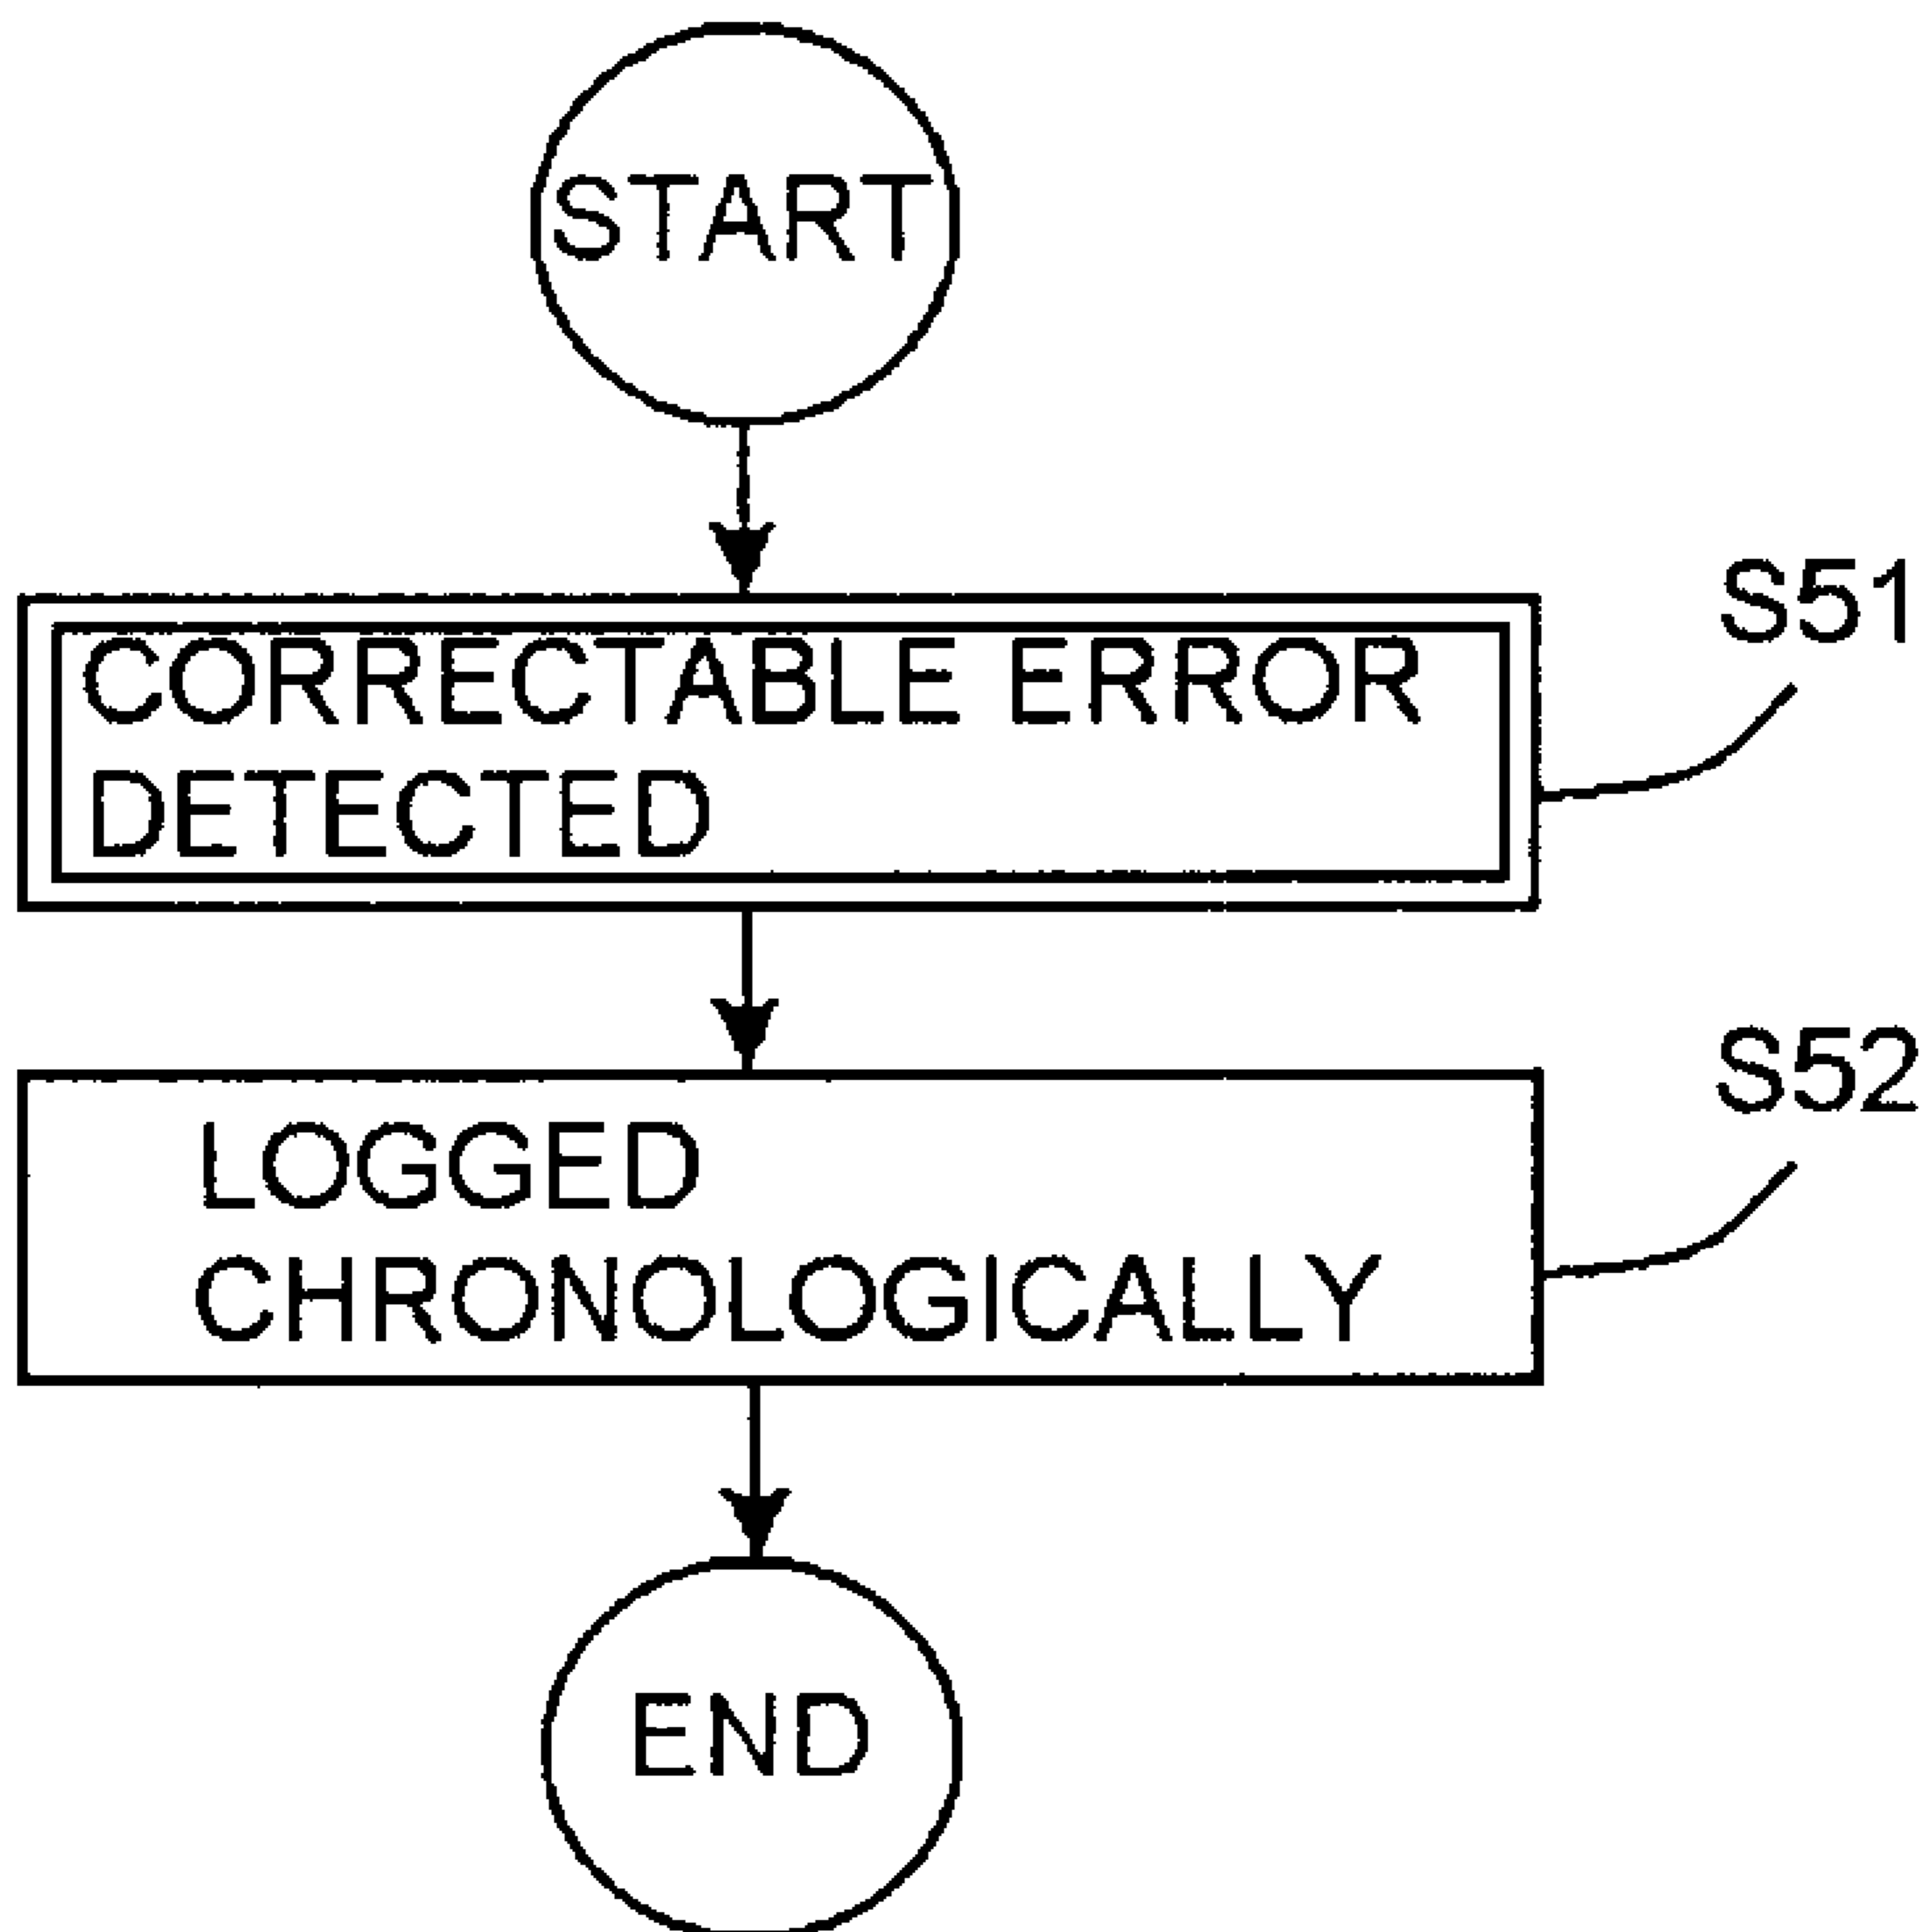 START
S51
CORRECTABLE ERROR
DETECTED
S52
LOGGED
CHRONOLOGICALLY
END